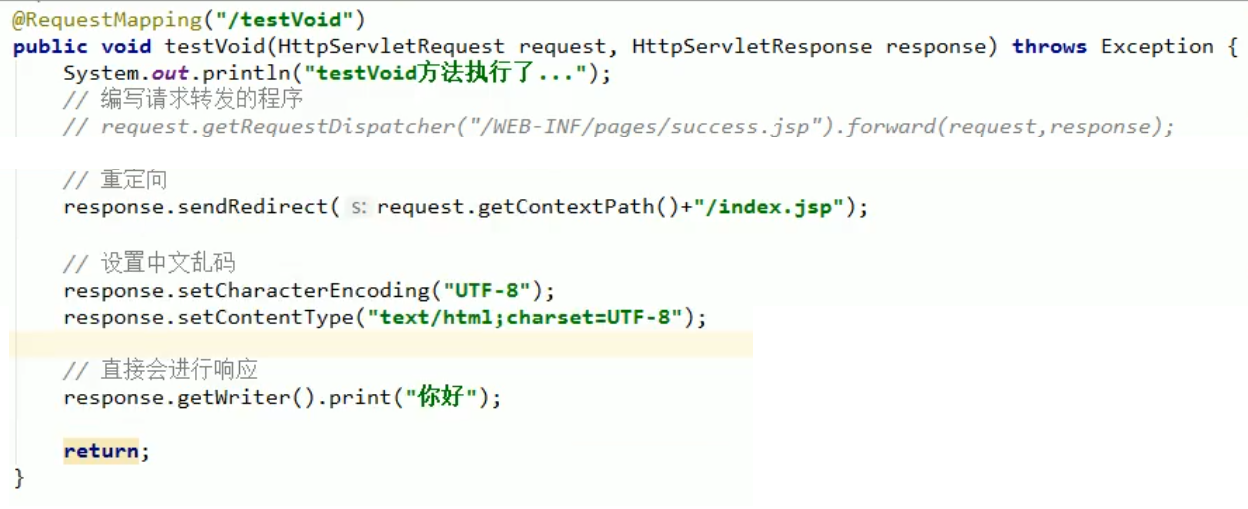 @RequestMapping("/testVoid")
public void testVoid(HttpServletRequest request, HttpServletResponse response) throws Exception {
    System.out.println("testVoid方法执行了...");
    // 编写请求转发的程序
    // request.getRequestDispatcher("/WEB-INF/pages/success.jsp").forward(request,response);
    // 重定向
    response.sendRedirect( s: request.getContextPath()+"/index.jsp");
    // 设置中文乱码
    response.setCharacterEncoding("UTF-8");
    response.setContentType("text/html;charset=UTF-8");
    // 直接会进行响应
    response.getWriter().print("你好");
    return;
}